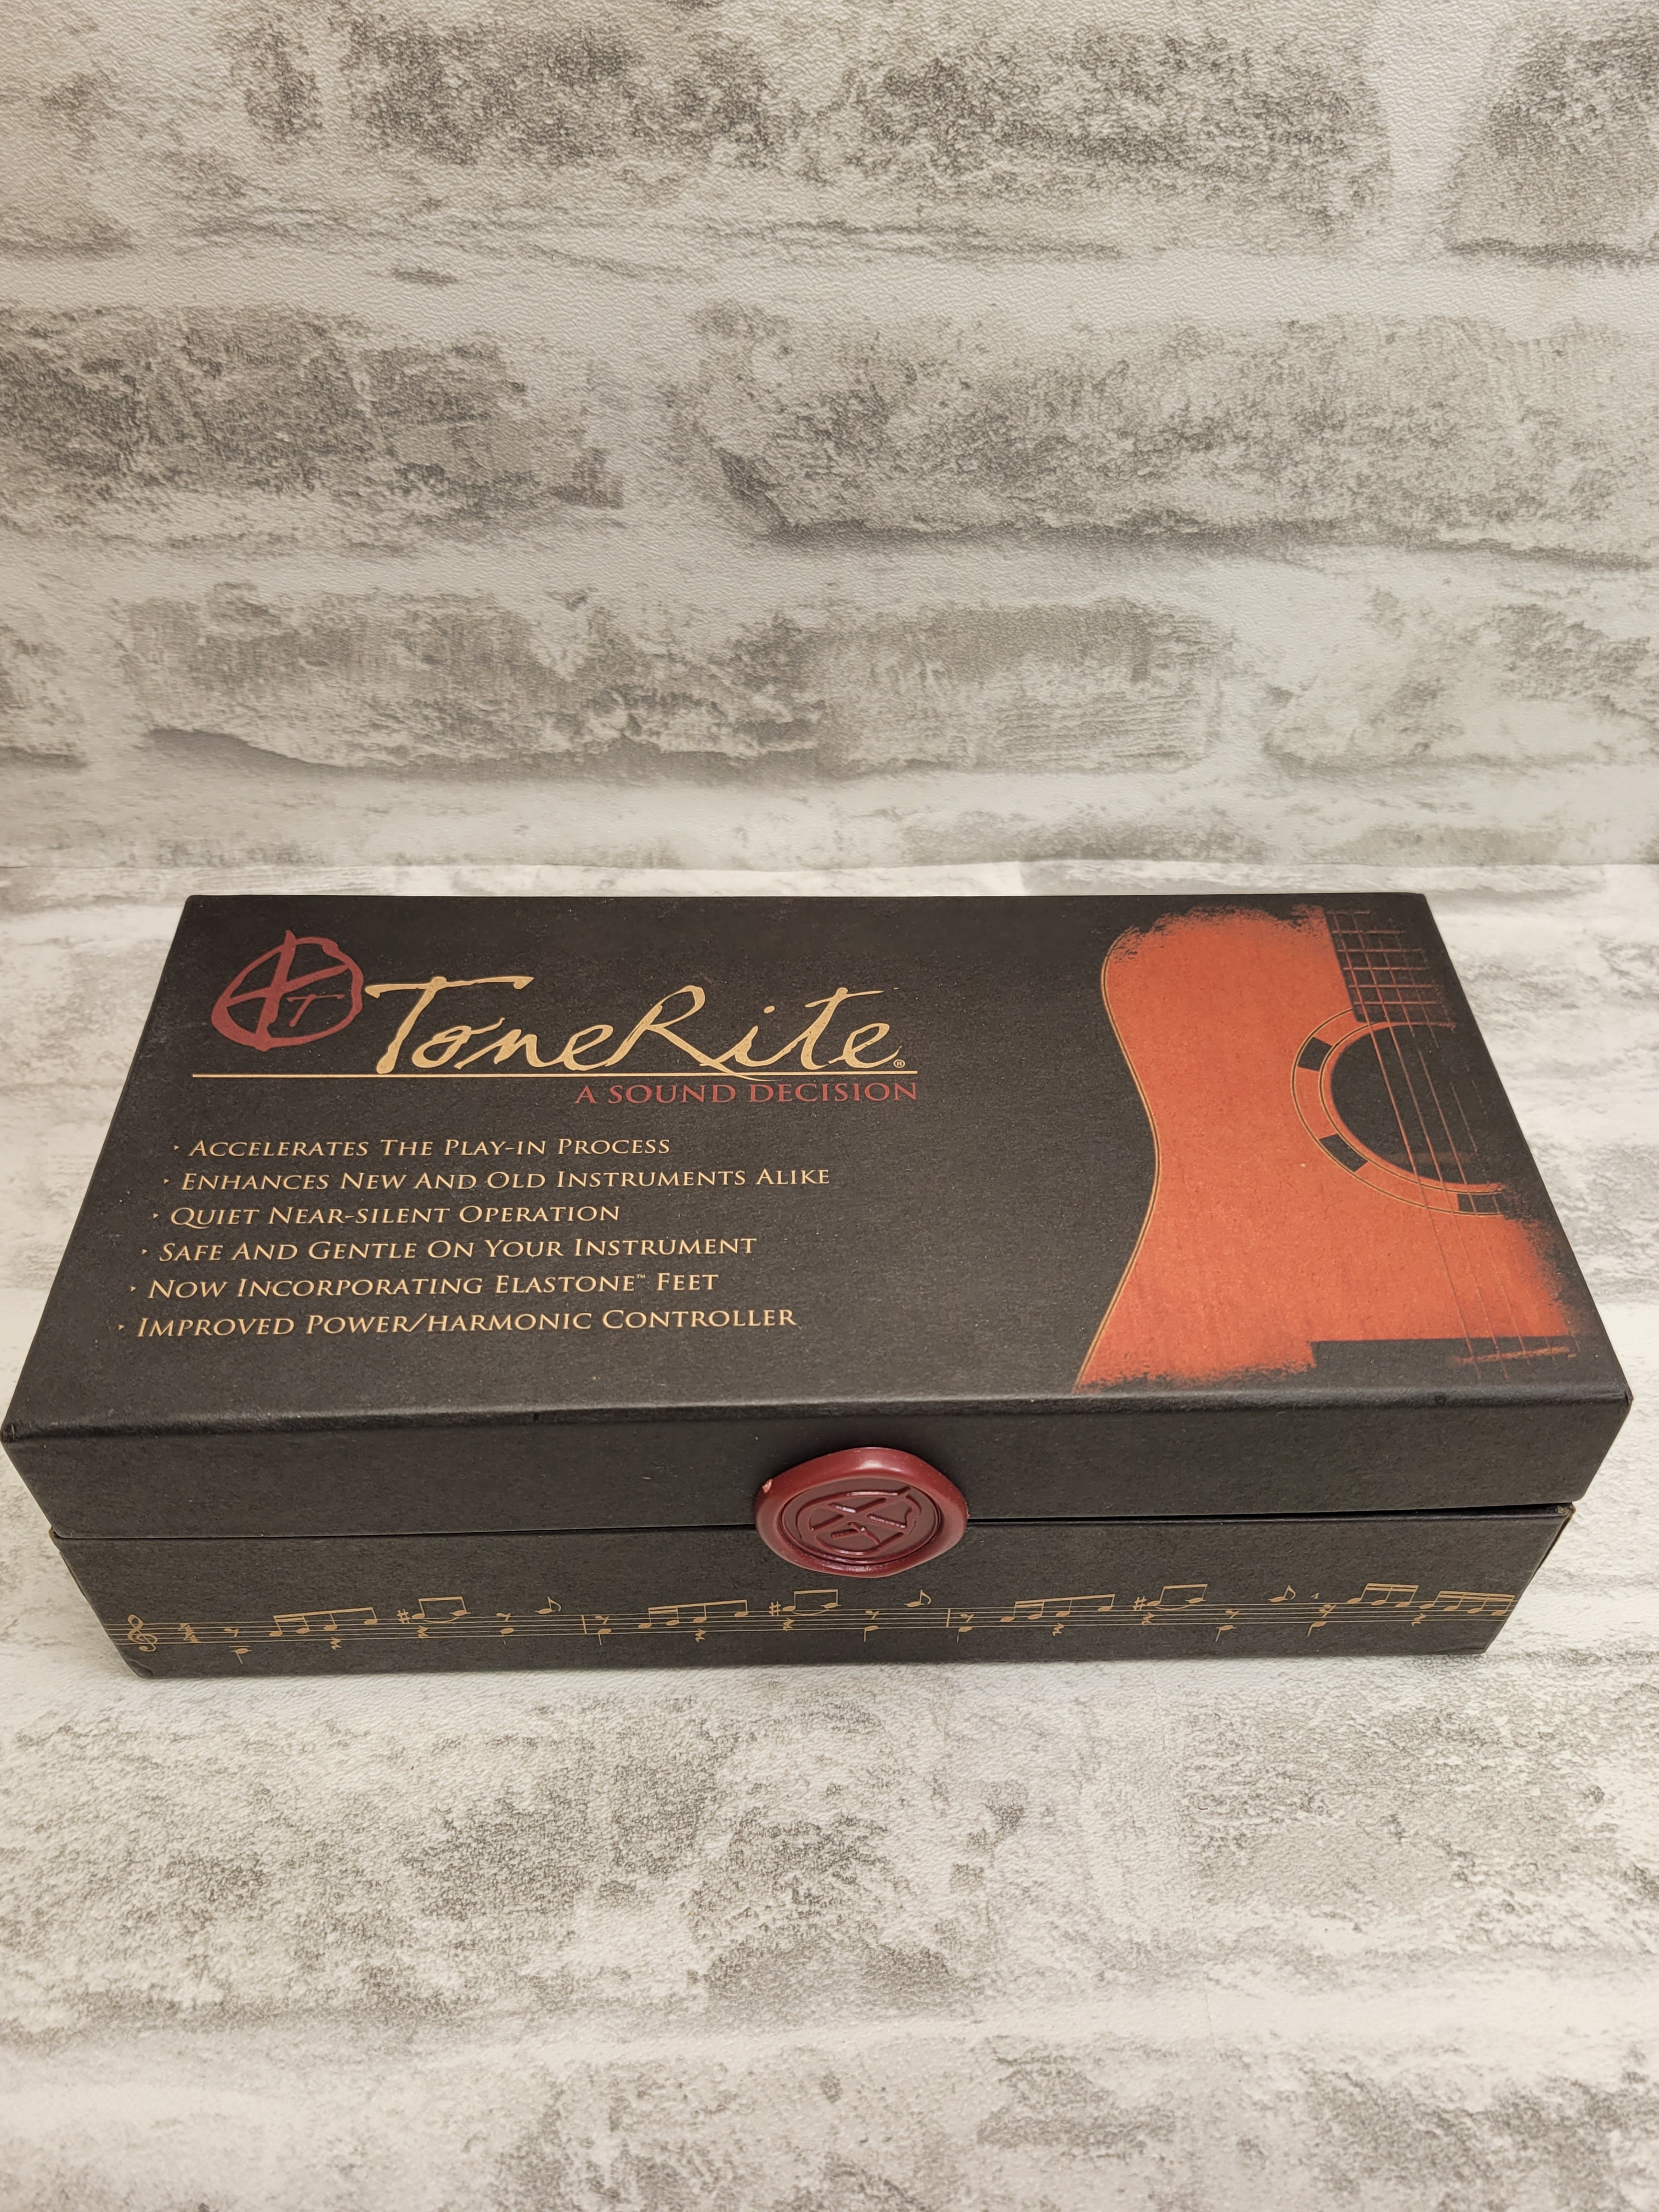 T
ToneRite®
A SOUND DECISION
‣ ACCELERATES THE PLAY-IN PROCESS
‣ ENHANCES NEW AND OLD INSTRUMENTS ALIKE
‣ QUIET NEAR-SILENT OPERATION
‣ SAFE AND GENTLE ON YOUR INSTRUMENT
‣ NOW INCORPORATING ELASTONE™ FEET
‣ IMPROVED POWER/HARMONIC CONTROLLER